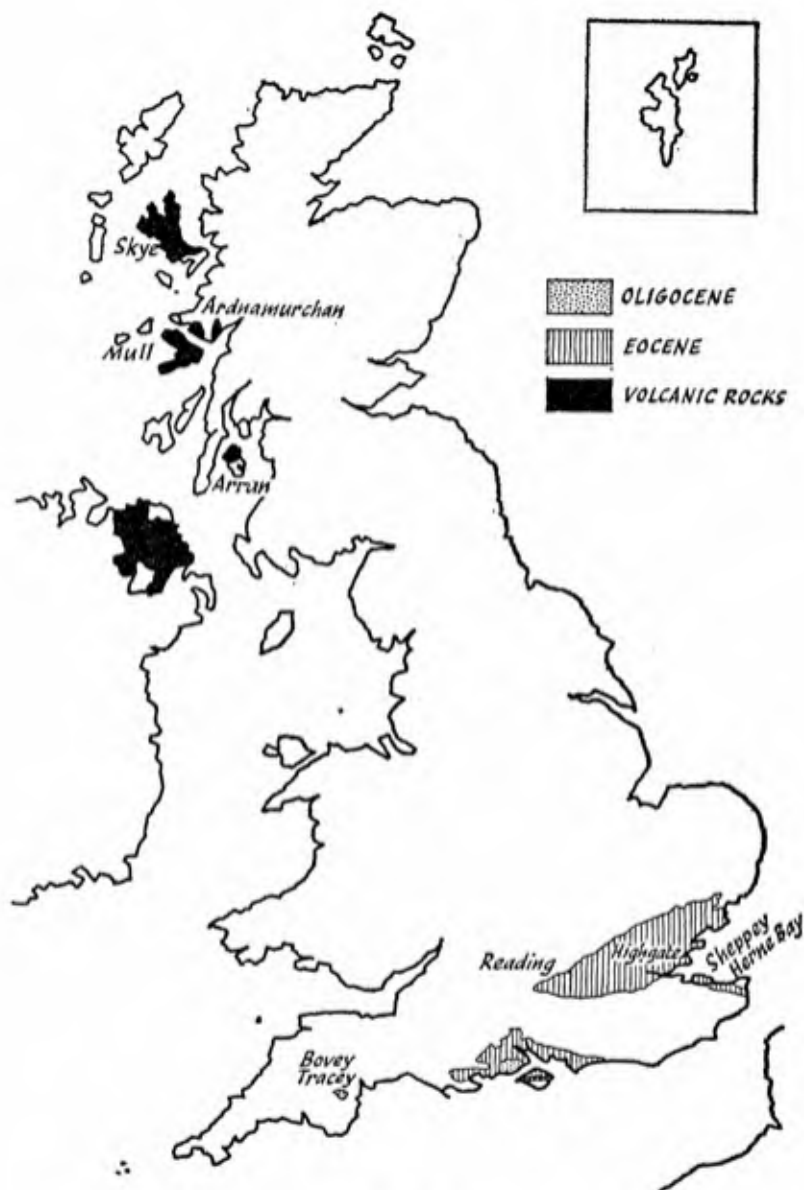 Skye
Ardnamurchan
Mull
Arran
OLIGOCENE
EOCENE
VOLCANIC ROCKS
Reading
Highgate
Sheppey
Herne Bay
Bovey
Tracey